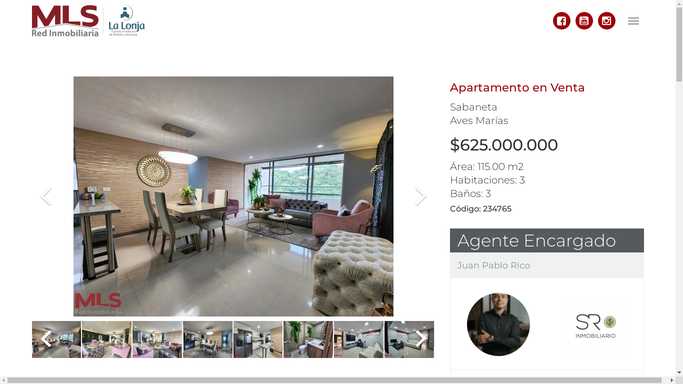 MLS
Red Inmobiliaria
La Lonja
Apartamento en Venta
Sabaneta
Aves Marías
$625.000.000
Área: 115.00 m2
Habitaciones: 3
Baños: 3
Código: 234765
Agente Encargado
Juan Pablo Rico
MLS
SR
INMOBILIARIO